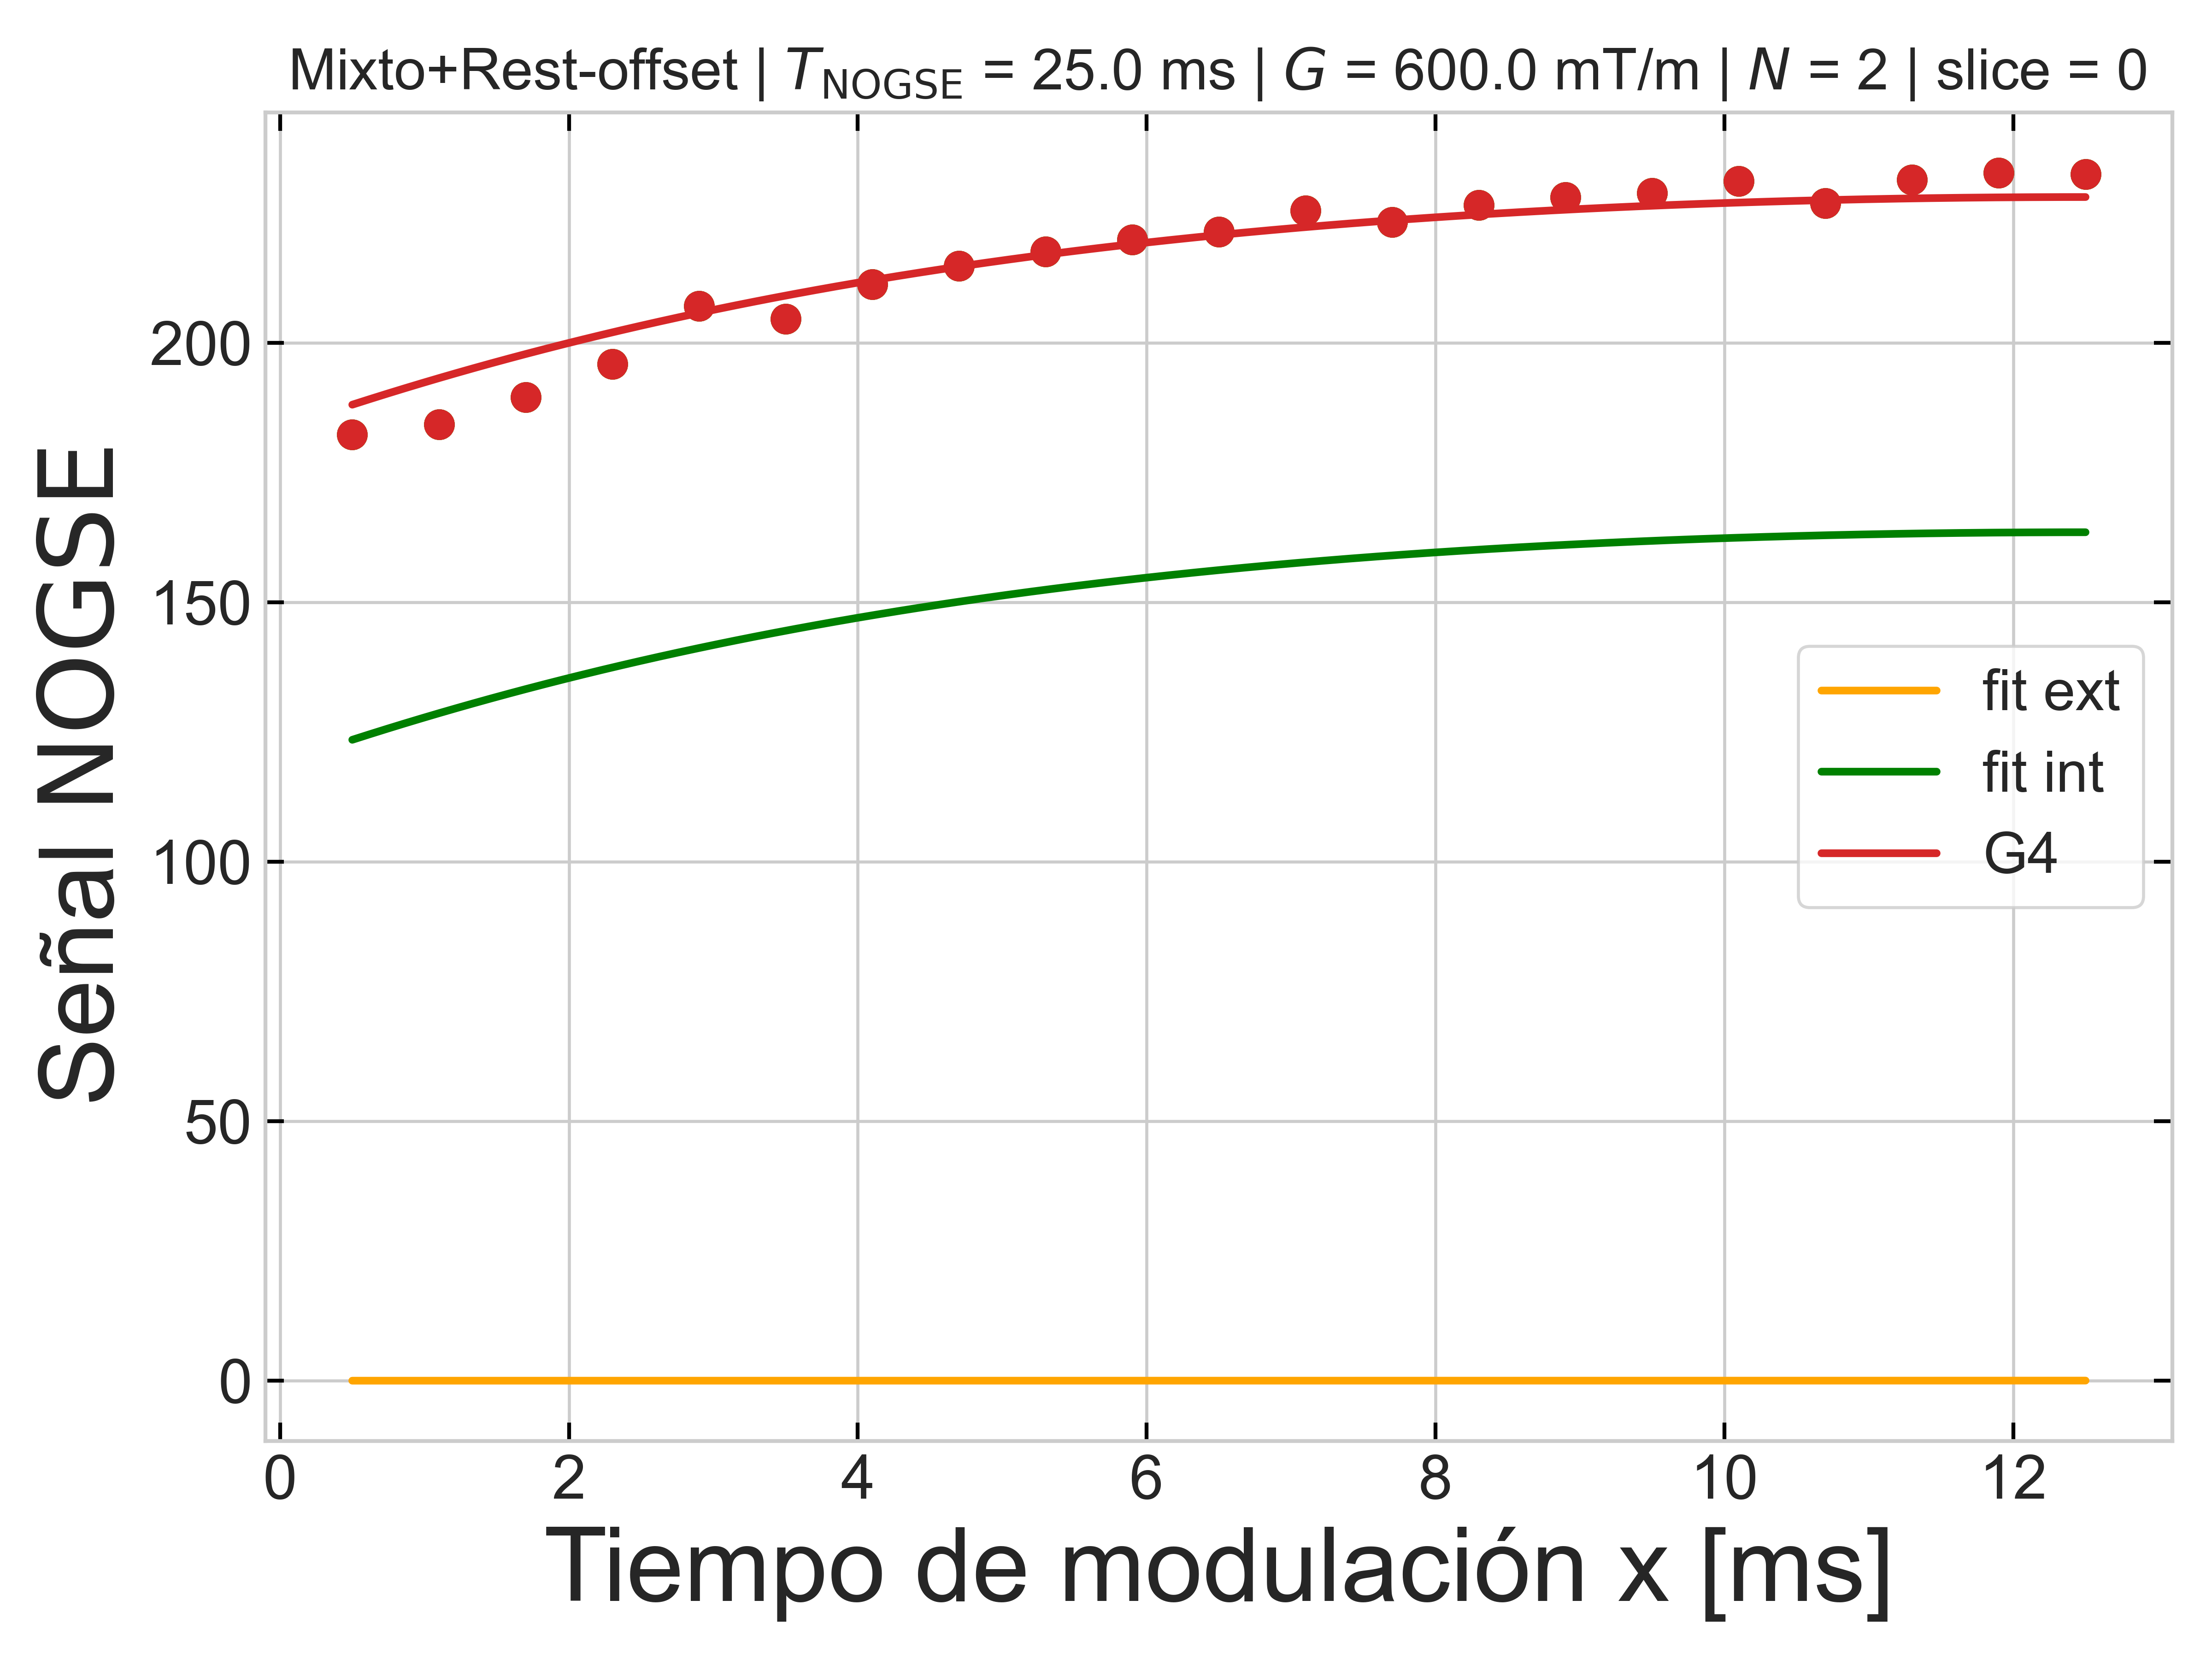 Mixto+Rest-offset | T_NOGSE = 25.0 ms | G = 600.0 mT/m | N = 2 | slice = 0
Señal NOGSE
200
150
100
50
0
fit ext
fit int
G4
0 2 4 6 8 10 12
Tiempo de modulación x [ms]